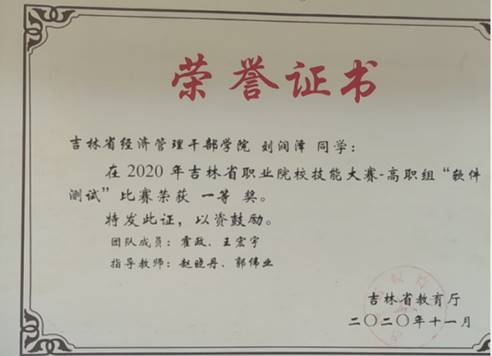 荣誉证书
吉林省经济管理干部学院 刘润泽 同学：
在2020年吉林省职业院校技能大赛-高职组“软件
测试”比赛荣获 一等 奖。
特发此证，以资鼓励。
团队成员：霍政、王宏宇
指导教师：赵晓丹、郭伟业
吉林省教育厅
二〇二〇年十一月